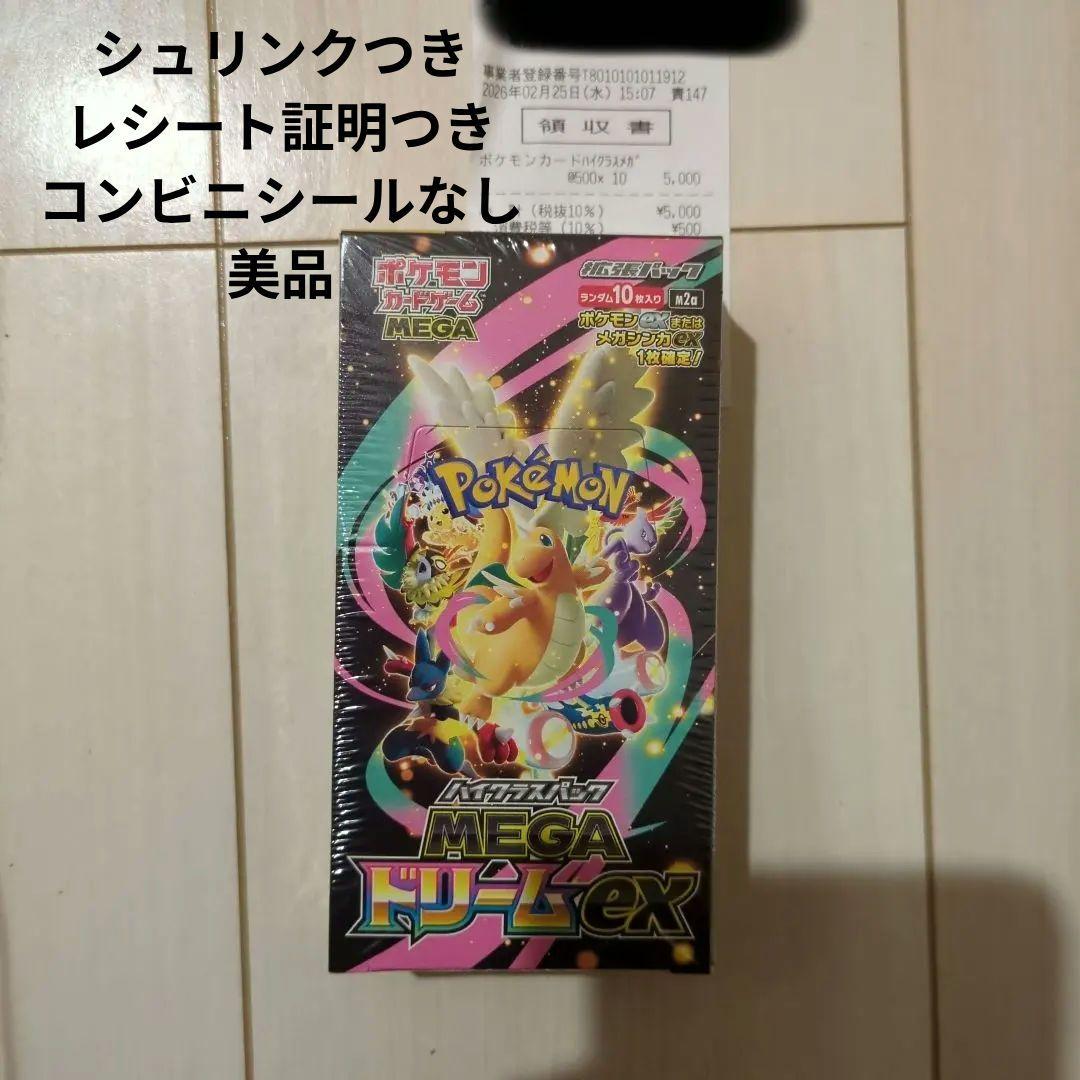 シュリンクつき
レシート証明つき
コンビニシールなし
美品
事業者登録番号T8010101011912
2026年02月25日(水) 15:07 責147
領収書
ポケモンカードハイクラスメガ
@500x 10 5,000
計 (税抜10%) ¥5,000
消費税等 (10%) ¥500
ポケモン
カードゲーム
MEGA
拡張パック
ランダム10枚入り m2a
ポケモンexまたは
メガシンカex
1枚確定!
POKéMON
ハイクラスパック
MEGA
ドリームex